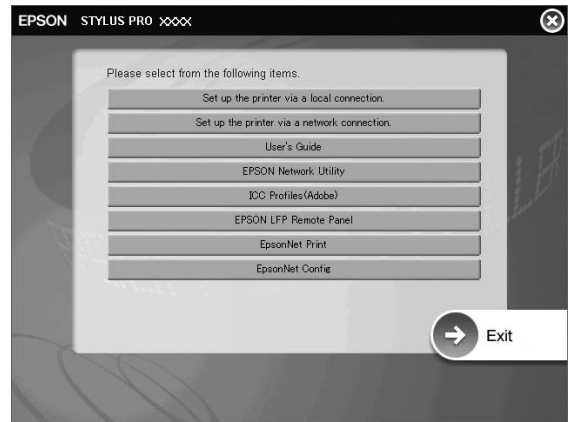 EPSON STYLUS PRO XXXX
Please select from the following items.
Set up the printer via a local connection.
Set up the printer via a network connection.
User's Guide
EPSON Network Utility
ICC Profiles(Adobe)
EPSON LFP Remote Panel
EpsonNet Print
EpsonNet Config
Exit